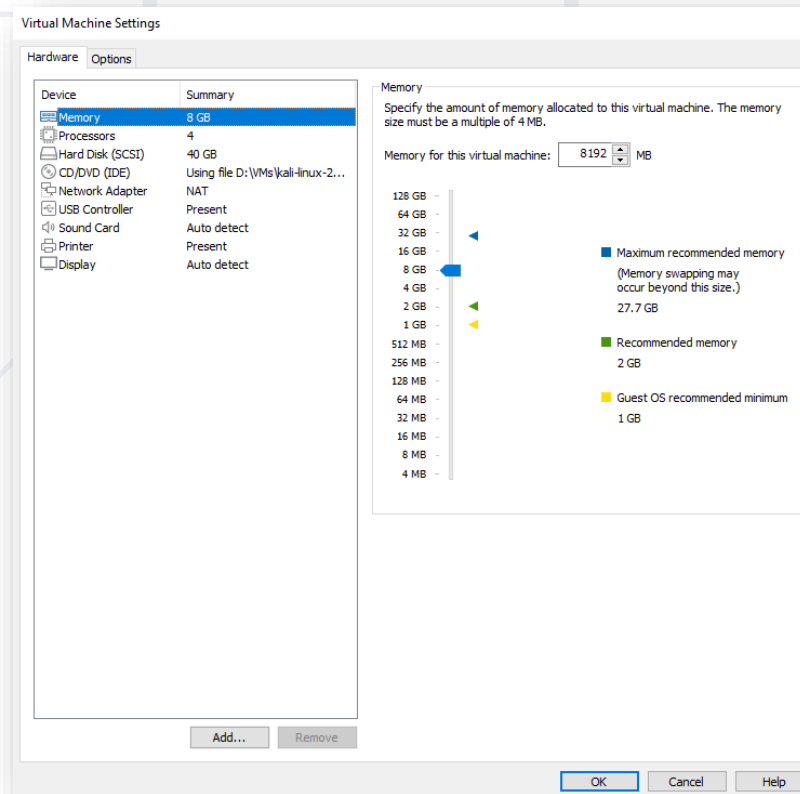 Virtual Machine Settings
Hardware
Options
Device Summary
Memory 8 GB
Processors 4
Hard Disk (SCSI) 40 GB
CD/DVD (IDE) Using file D:\VMs\kali-linux-2...
Network Adapter NAT
USB Controller Present
Sound Card Auto detect
Printer Present
Display Auto detect
Add...
Remove
Memory
Specify the amount of memory allocated to this virtual machine. The memory
size must be a multiple of 4 MB.
Memory for this virtual machine: 8192 MB
128 GB
64 GB
32 GB
16 GB
8 GB
4 GB
2 GB
1 GB
512 MB
256 MB
128 MB
64 MB
32 MB
16 MB
8 MB
4 MB
Maximum recommended memory
(Memory swapping may
occur beyond this size.)
27.7 GB
Recommended memory
2 GB
Guest OS recommended minimum
1 GB
OK
Cancel
Help